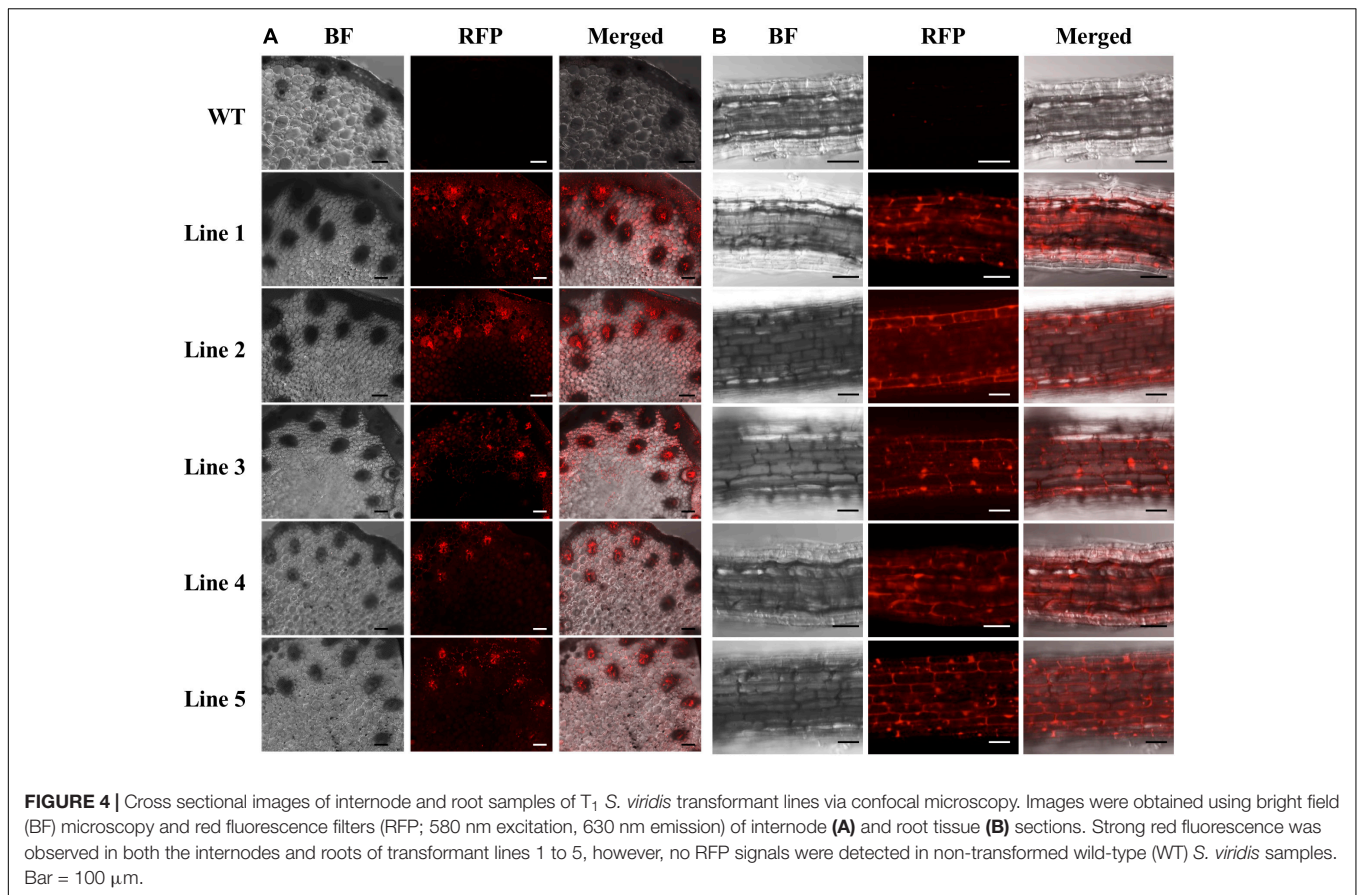 A BF RFP Merged B BF RFP Merged
WT
Line 1
Line 2
Line 3
Line 4
Line 5
FIGURE 4 | Cross sectional images of internode and root samples of T1 S. viridis transformant lines via confocal microscopy. Images were obtained using bright field
(BF) microscopy and red fluorescence filters (RFP; 580 nm excitation, 630 nm emission) of internode (A) and root tissue (B) sections. Strong red fluorescence was
observed in both the internodes and roots of transformant lines 1 to 5, however, no RFP signals were detected in non-transformed wild-type (WT) S. viridis samples.
Bar = 100 μm.